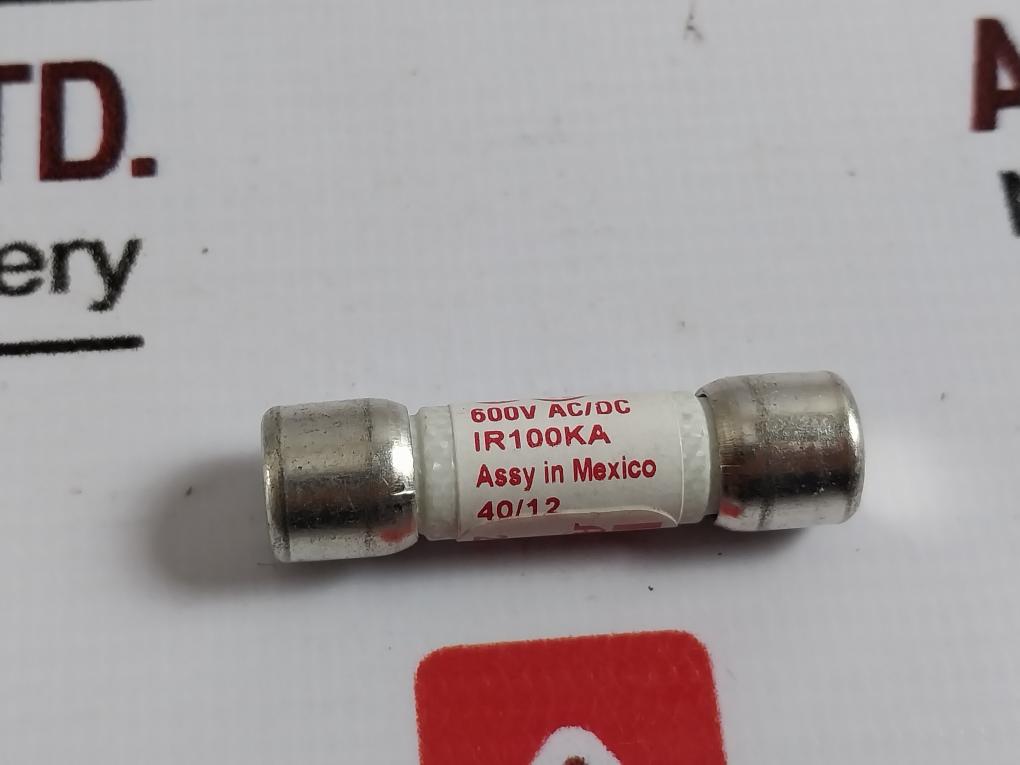 TD.
ery
600V AC/DC
IR100KA
Assy in Mexico
40/12